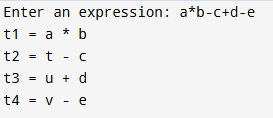 Enter an expression: a*b-c+d-e
t1 = a * b
t2 = t - c
t3 = u + d
t4 = v - e